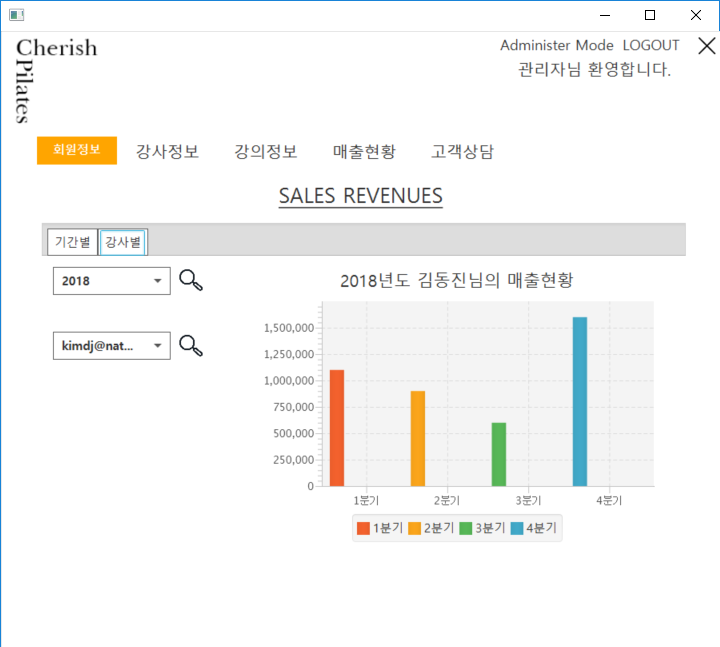 Cherish
Pilates
Administer Mode LOGOUT
관리자님 환영합니다.
회원정보 강사정보 강의정보 매출현황 고객상담
SALES REVENUES
기간별 강사별
2018
kimdj@nat...
2018년도 김동진님의 매출현황
1,500,000
1,250,000
1,000,000
750,000
500,000
250,000
0
1분기 2분기 3분기 4분기
1분기 2분기 3분기 4분기